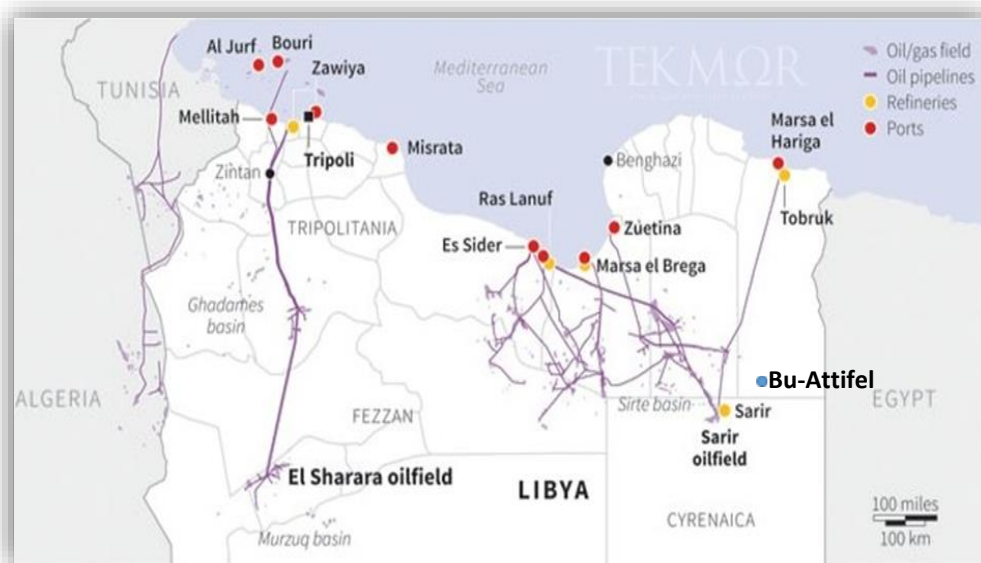 Al Jurf
Bouri
Zawiya
Mediterranean
Sea
TEKMΩR
Oil/gas field
Oil pipelines
Refineries
Ports
TUNISIA
Mellitah
Tripoli
Misrata
Zintan
Benghazi
Marsa el
Hariga
Tobruk
Ras Lanuf
TRIPOLITANIA
Es Sider
Zuetina
Marsa el Brega
Ghadames
basin
Bu-Attifel
ALGERIA
EGYPT
FEZZAN
Sirte basin
Sarir
Sarir
oilfield
El Sharara oilfield
LIBYA
CYRENAICA
100 miles
100 km
Murzuq basin